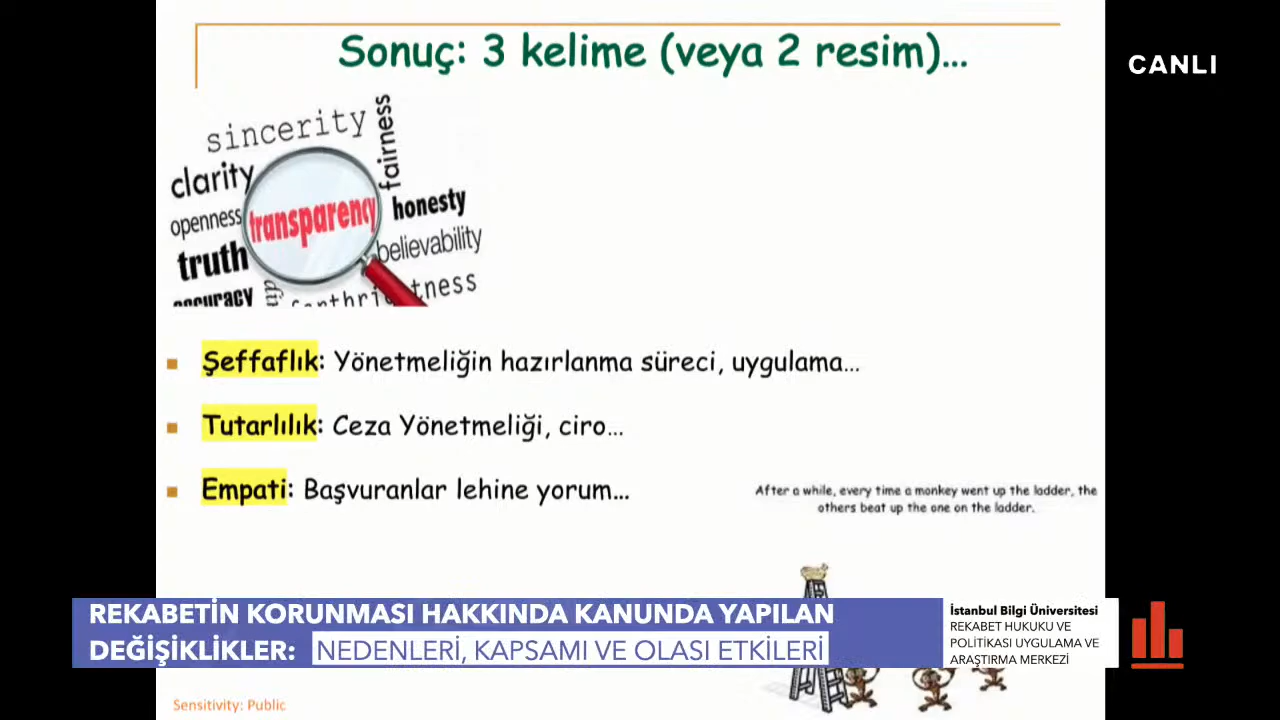 Sonuç: 3 kelime (veya 2 resim)...
CANLI
sincerity
fairness
clarity
openness
transparency
honesty
truth
believability
accuracy
Şeffaflık: Yönetmeliğin hazırlanma süreci, uygulama...
Tutarlılık: Ceza Yönetmeliği, ciro...
Empati: Başvuranlar lehine yorum...
After a while, every time a monkey went up the ladder, the
others beat up the one on the ladder.
REKABETİN KORUNMASI HAKKINDA KANUNDA YAPILAN
DEĞİŞİKLİKLER: NEDENLERİ, KAPSAMI VE OLASI ETKİLERİ
İstanbul Bilgi Üniversitesi
REKABET HUKUKU VE
POLİTİKASI UYGULAMA VE
ARAŞTIRMA MERKEZİ
Sensitivity: Public